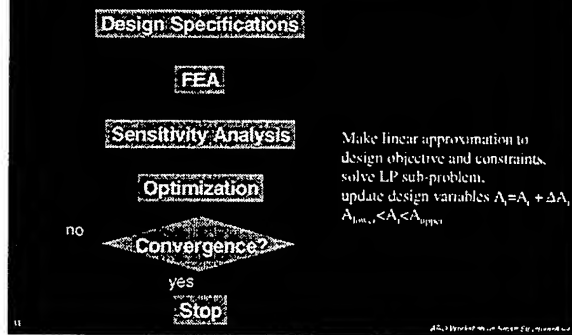 Design Specifications
FEA
Sensitivity Analysis
Make linear approximation to
design objective and constraints,
solve LP sub-problem,
update design variables Aᵢ=Aᵢ + ΔAᵢ
Optimization
no
Convergence?
yes
Stop